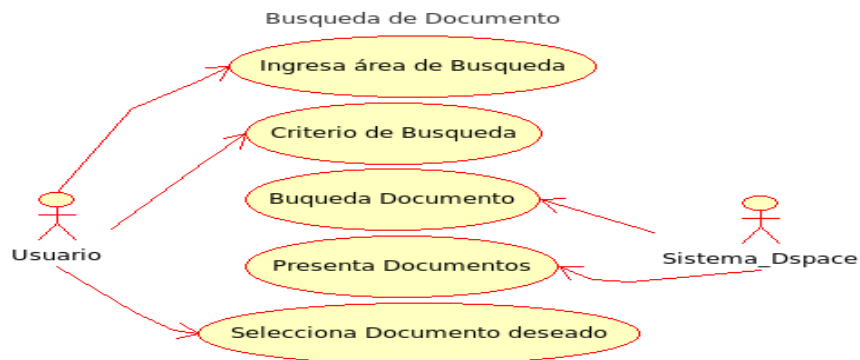 Busqueda de Documento
Ingresa área de Busqueda
Criterio de Busqueda
Buqueda Documento
Usuario
Sistema_Dspace
Presenta Documentos
Selecciona Documento deseado